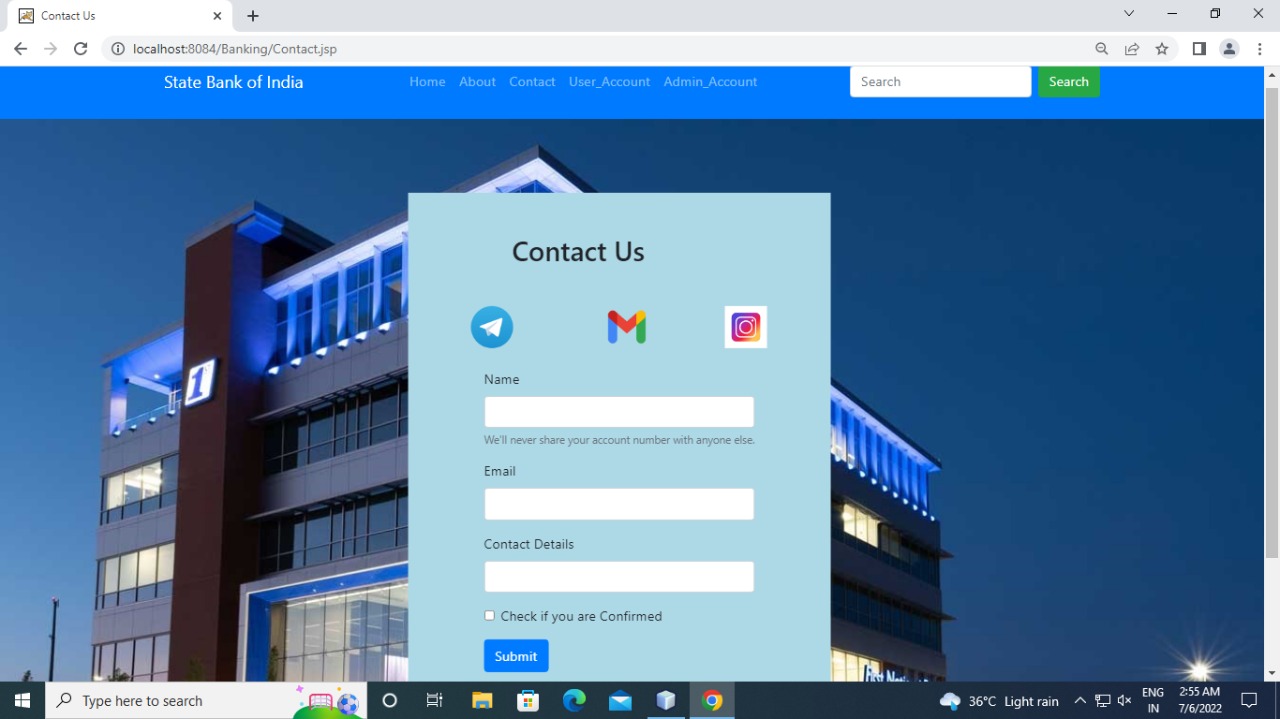 Contact Us
localhost:8084/Banking/Contact.jsp
State Bank of India Home About Contact User_Account Admin_Account Search Search
Contact Us
1
Name
We'll never share your account number with anyone else.
Email
Contact Details
Check if you are Confirmed
Submit
First
Type here to search
36°C Light rain
ENG
IN
2:55 AM
7/6/2022